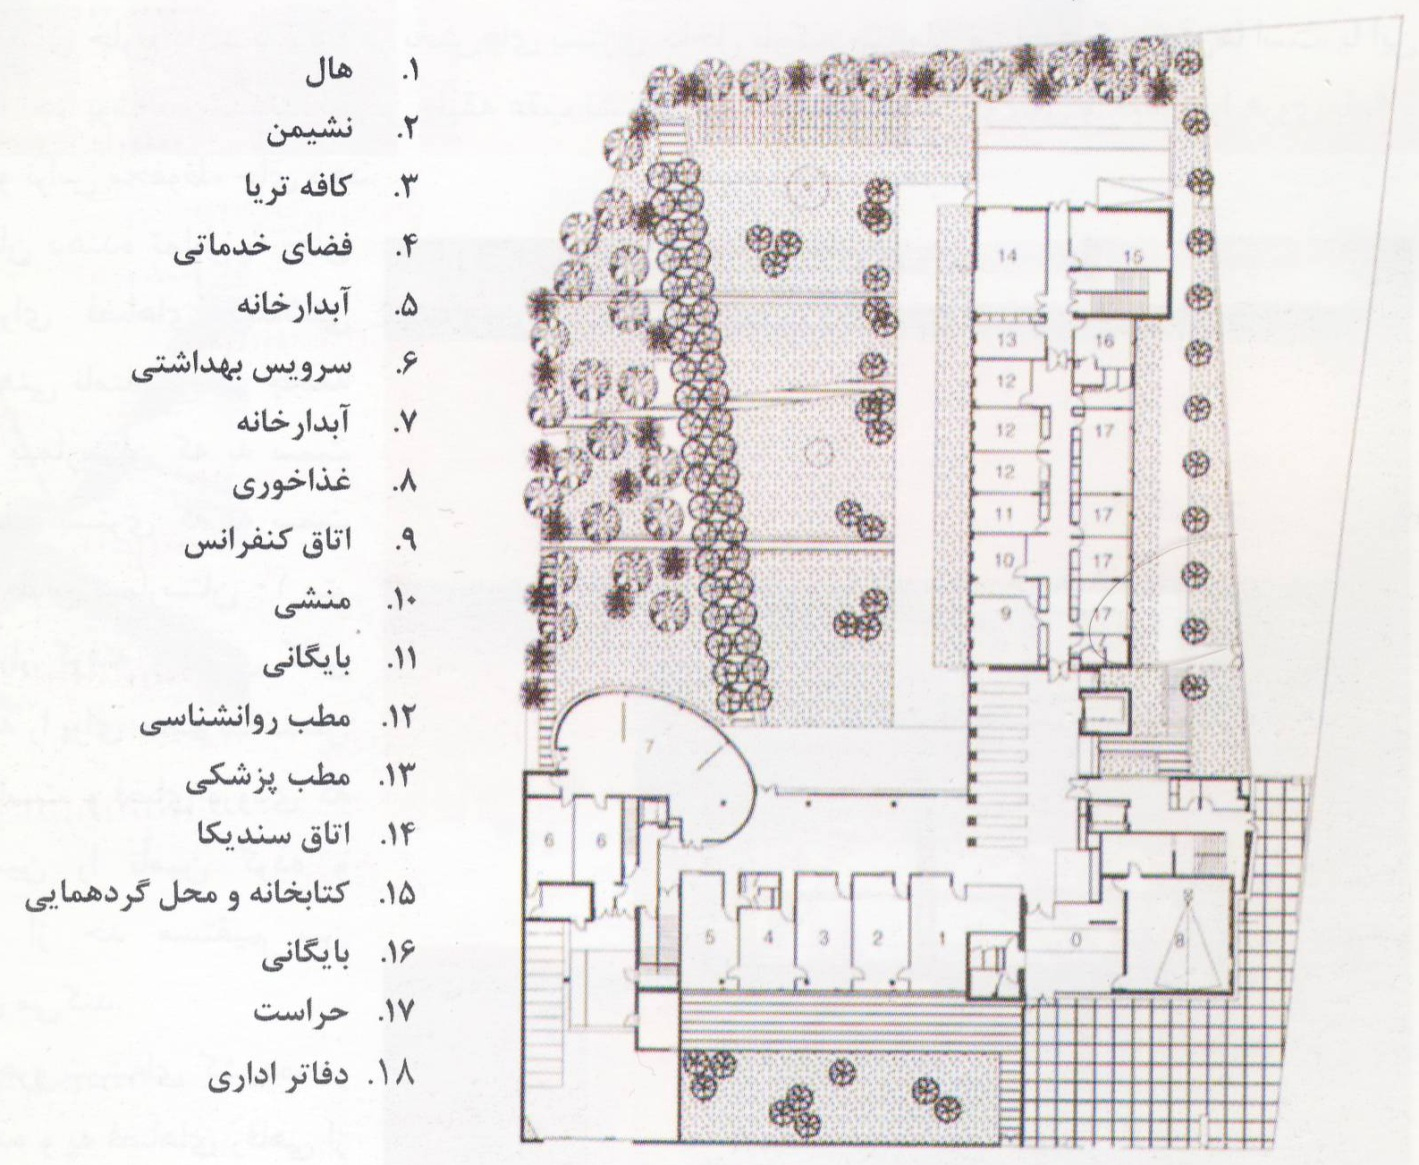 ۱. هال
۲. نشیمن
۳. کافه تریا
۴. فضای خدماتی
۵. آبدارخانه
۶. سرویس بهداشتی
۷. آبدارخانه
۸. غذاخوری
۹. اتاق کنفرانس
۱۰. منشی
۱۱. بایگانی
۱۲. مطب روانشناسی
۱۳. مطب پزشکی
۱۴. اتاق سندیکا
۱۵. کتابخانه و محل گردهمایی
۱۶. بایگانی
۱۷. حراست
۱۸. دفاتر اداری
14 15
13 16
12
12 17
12
11 17
10 17
9 17
7
6 6
5 4 3 2 1 0 8